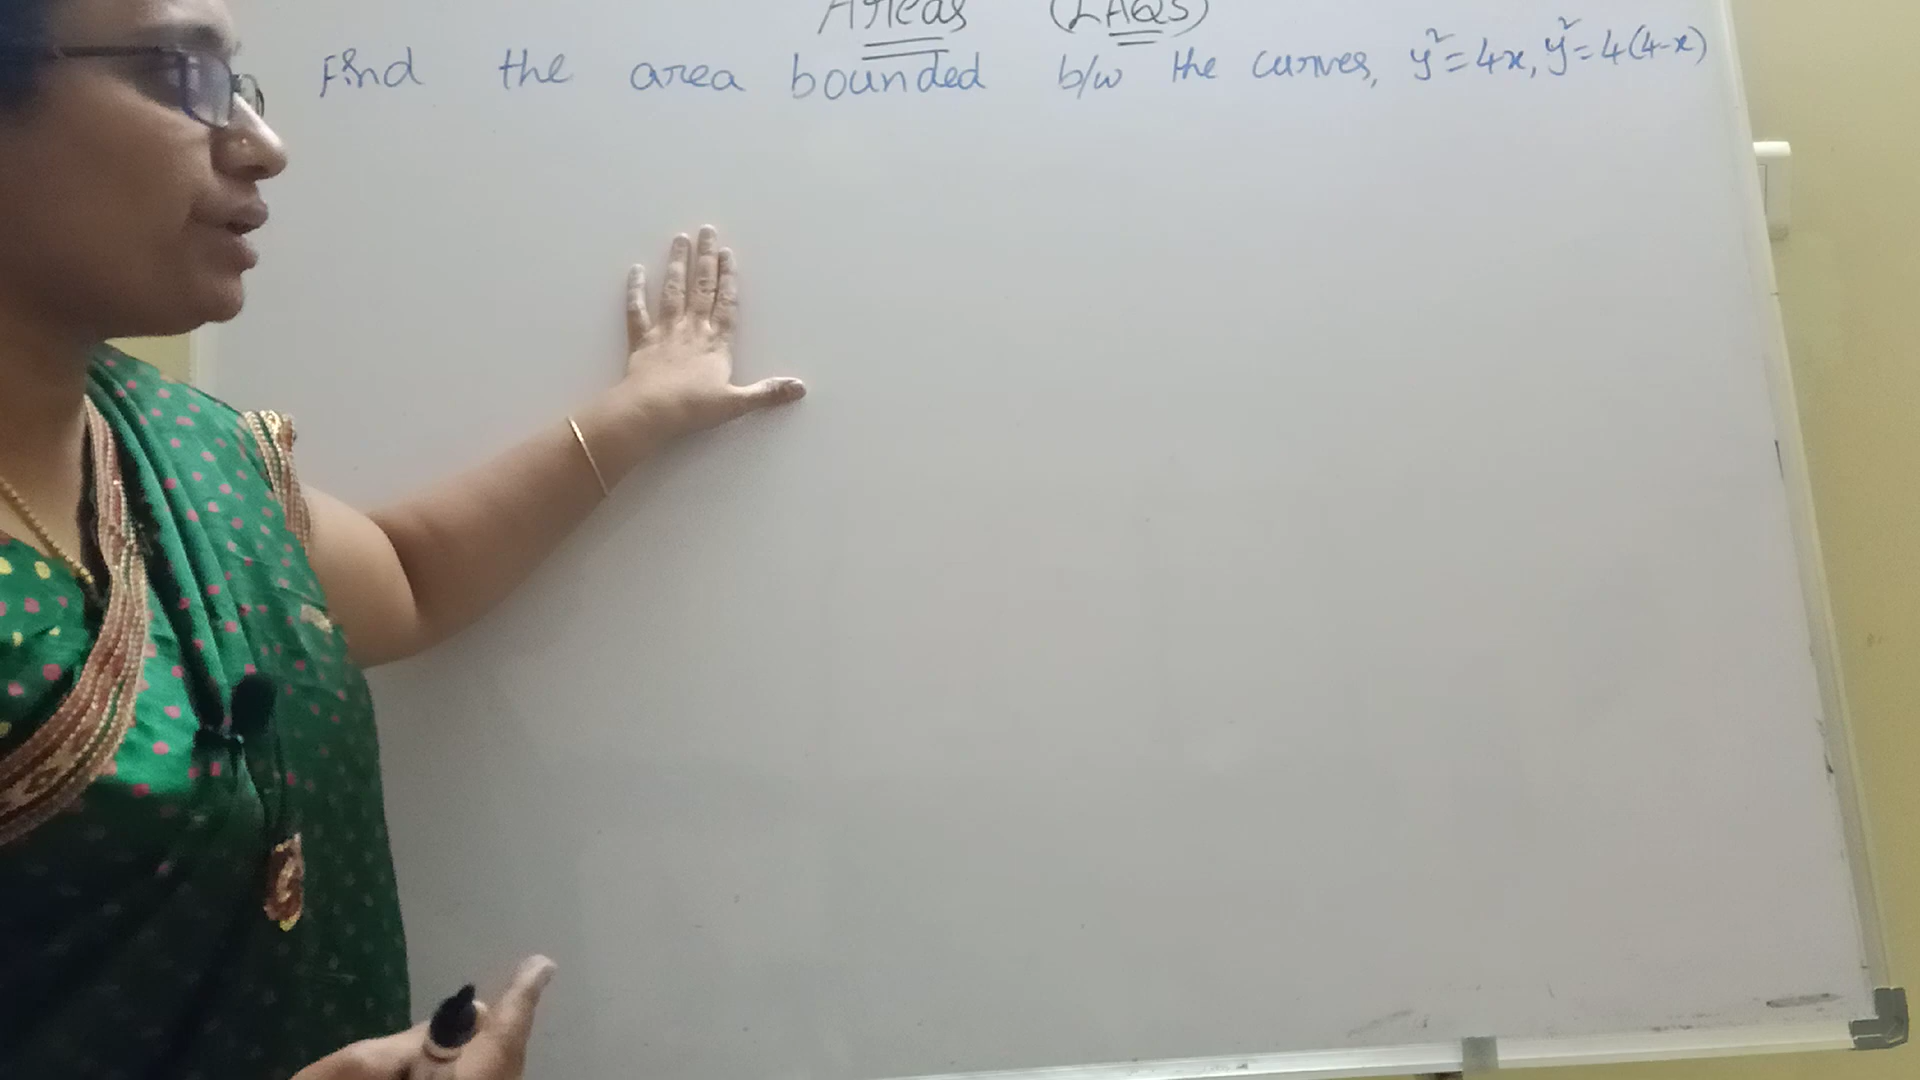 Areas (LAQS)
Find the area bounded b/w the curves, y²=4x, y²=4(4-x)